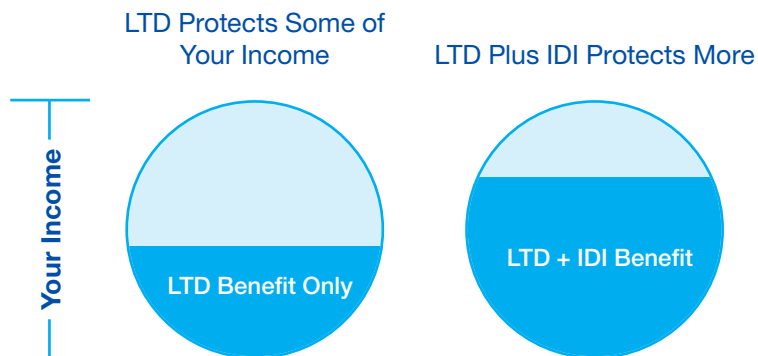 LTD Protects Some of
Your Income
LTD Plus IDI Protects More
Your Income
LTD Benefit Only
LTD + IDI Benefit